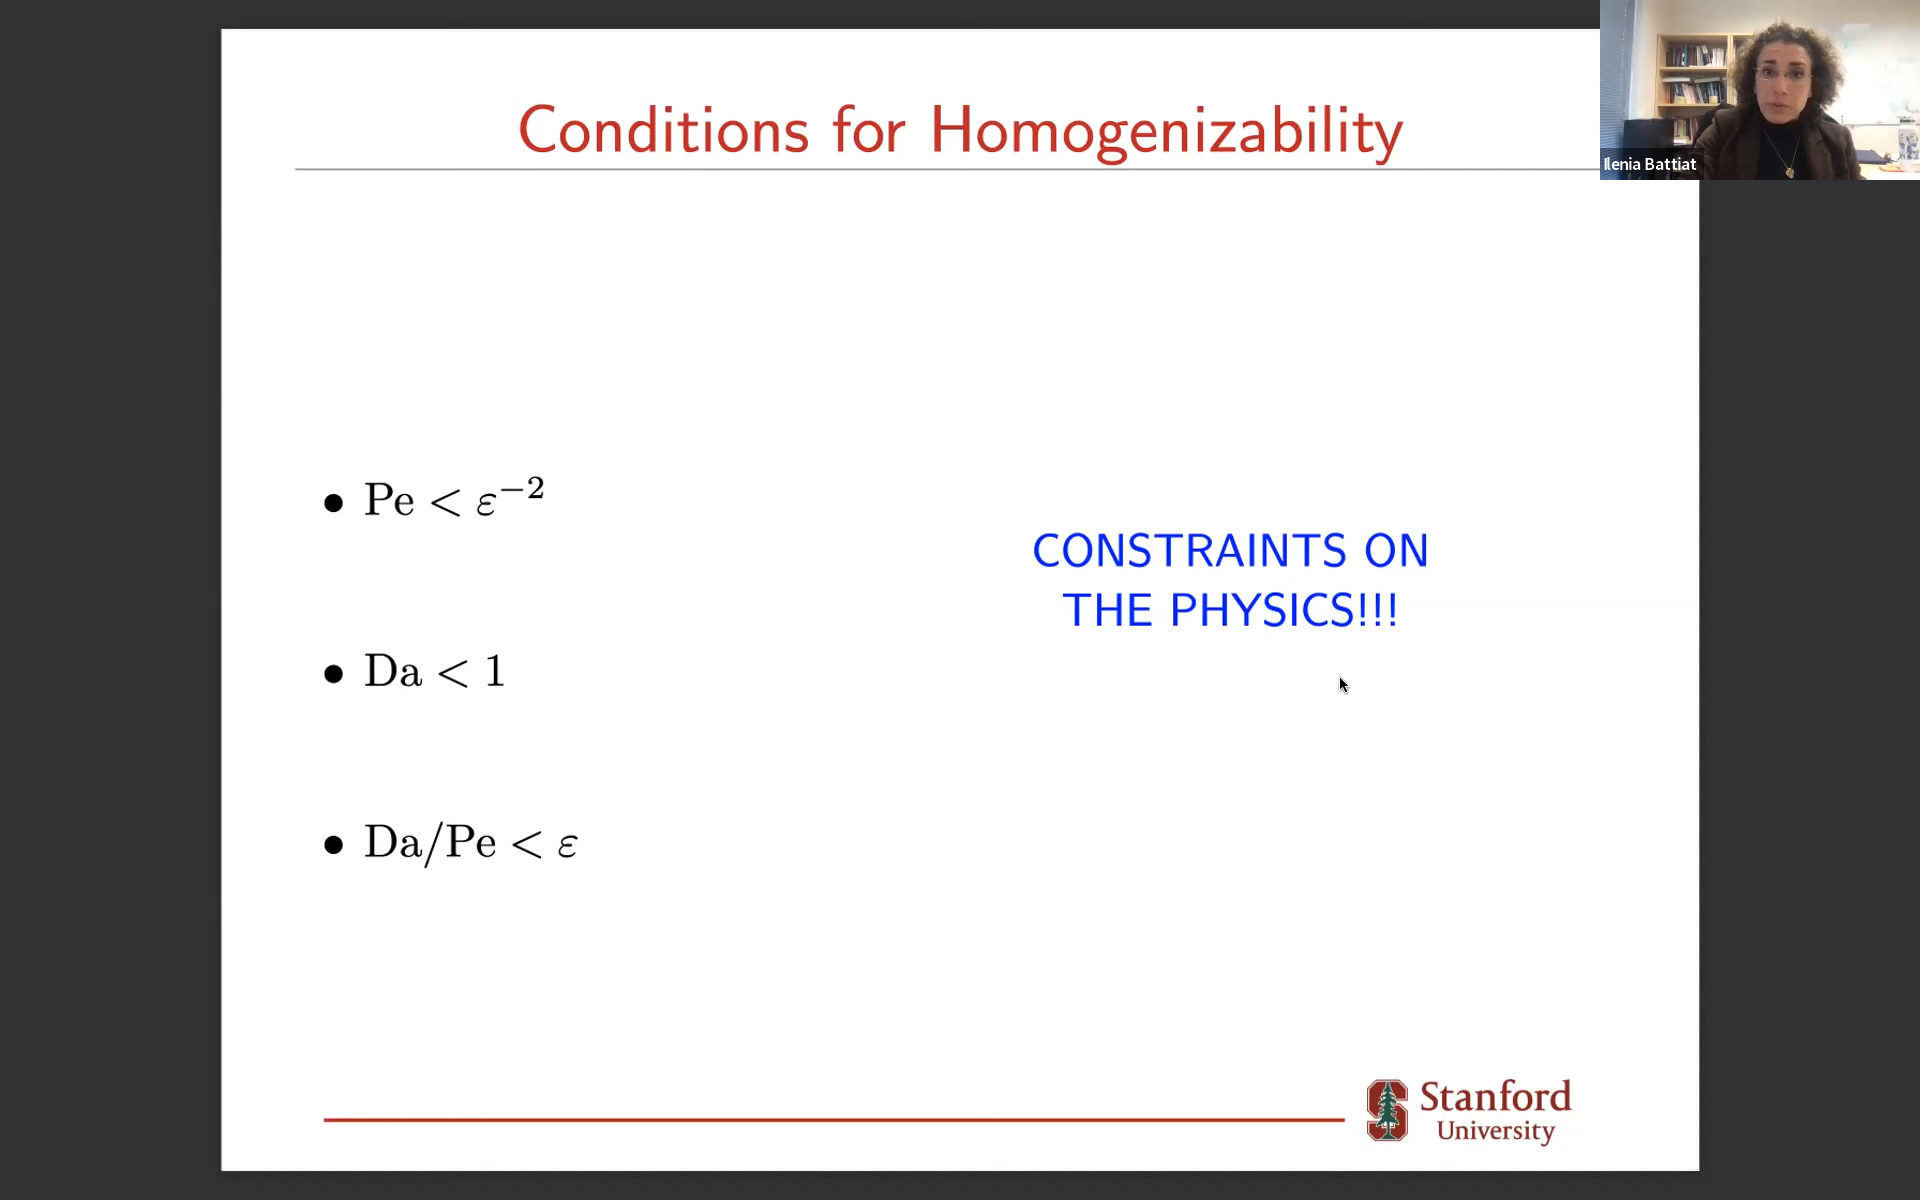 Conditions for Homogenizability
Ilenia Battiat
• Pe < ε⁻²
CONSTRAINTS ON
THE PHYSICS!!!
• Da < 1
• Da/Pe < ε
Stanford
University